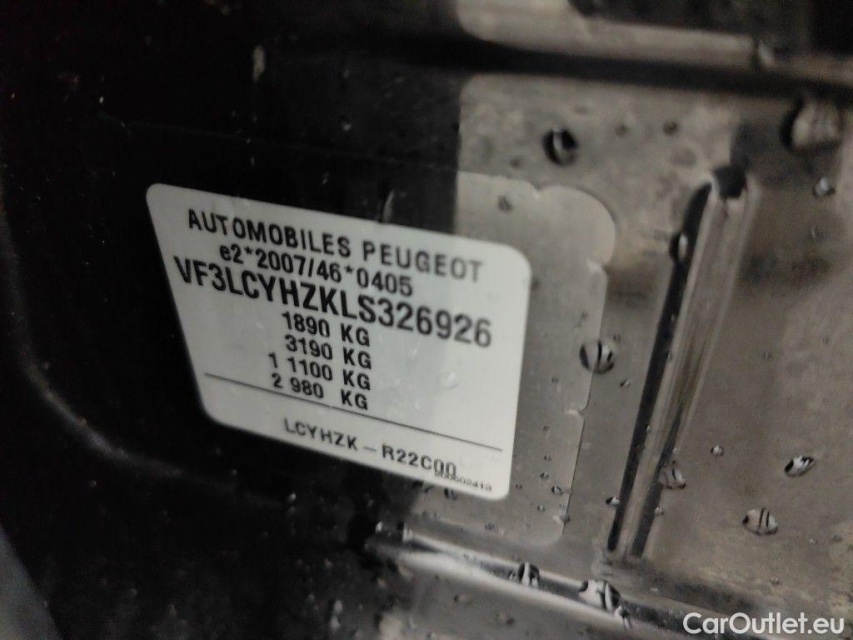 AUTOMOBILES PEUGEOT
e2*2007/46*0405
VF3LCYHZKLS326926
1890 KG
3190 KG
1 1100 KG
2 980 KG
LCYHZK-R22C00
CarOutlet.eu